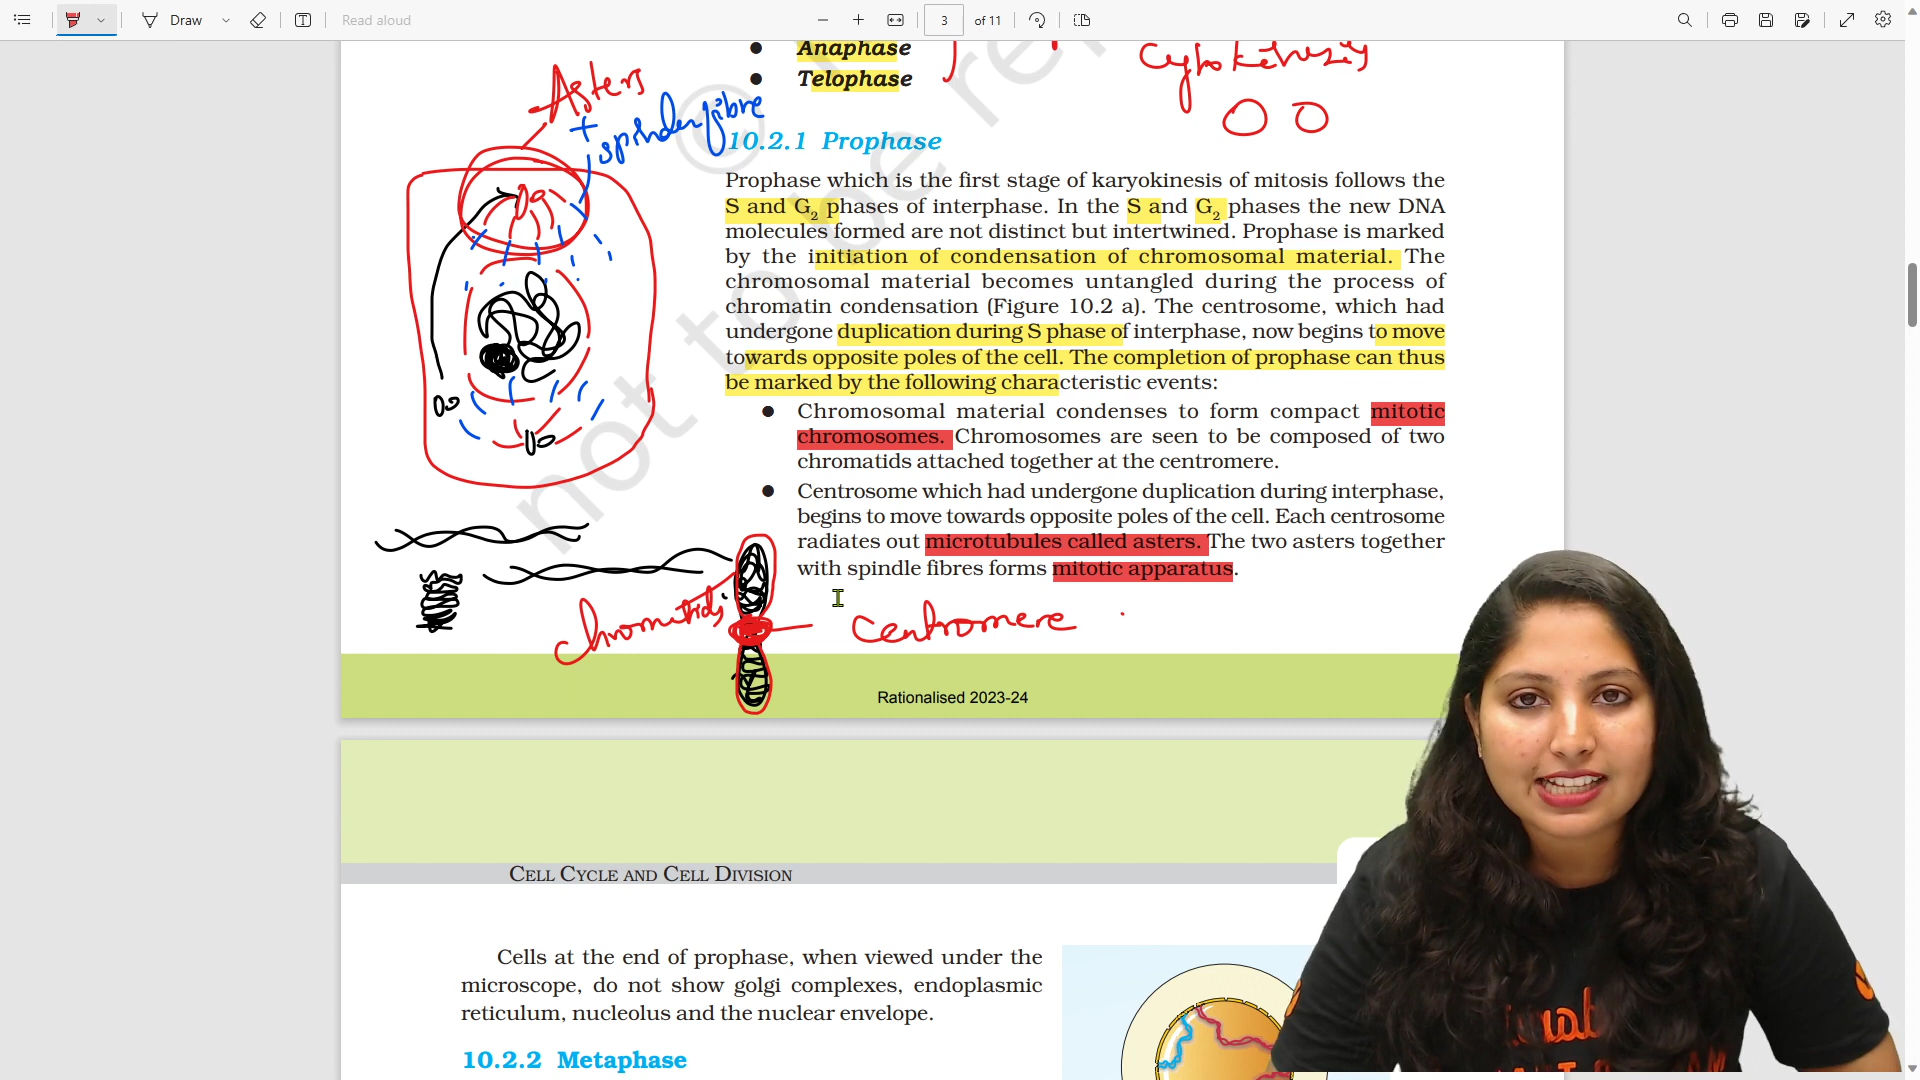 Draw
Read aloud
3
of 11
Anaphase
Telophase
Cytokinesis
Asters
+
spindle fibre
10.2.1 Prophase
Prophase which is the first stage of karyokinesis of mitosis follows the
S and G2 phases of interphase. In the S and G2 phases the new DNA
molecules formed are not distinct but intertwined. Prophase is marked
by the initiation of condensation of chromosomal material. The
chromosomal material becomes untangled during the process of
chromatin condensation (Figure 10.2 a). The centrosome, which had
undergone duplication during S phase of interphase, now begins to move
towards opposite poles of the cell. The completion of prophase can thus
be marked by the following characteristic events:
Chromosomal material condenses to form compact mitotic
chromosomes. Chromosomes are seen to be composed of two
chromatids attached together at the centromere.
Centrosome which had undergone duplication during interphase,
begins to move towards opposite poles of the cell. Each centrosome
radiates out microtubules called asters. The two asters together
with spindle fibres forms mitotic apparatus.
Chromatids
Centromere
not to be re
©
Rationalised 2023-24
CELL CYCLE AND CELL DIVISION
Cells at the end of prophase, when viewed under the
microscope, do not show golgi complexes, endoplasmic
reticulum, nucleolus and the nuclear envelope.
10.2.2 Metaphase